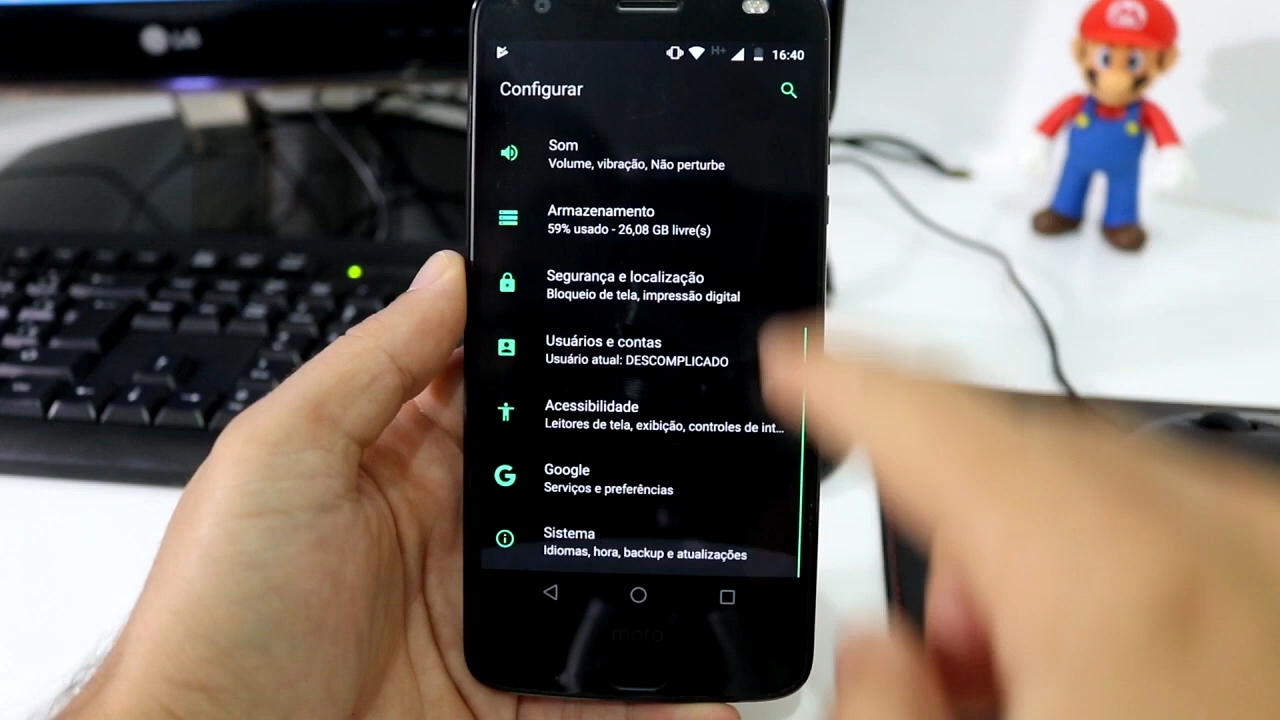 LG
H+ 16:40
Configurar
Som
Volume, vibração, Não perturbe
Armazenamento
59% usado - 26,08 GB livre(s)
Segurança e localização
Bloqueio de tela, impressão digital
Usuários e contas
Usuário atual: DESCOMPLICADO
Acessibilidade
Leitores de tela, exibição, controles de int...
Google
Serviços e preferências
Sistema
Idiomas, hora, backup e atualizações
moto
M